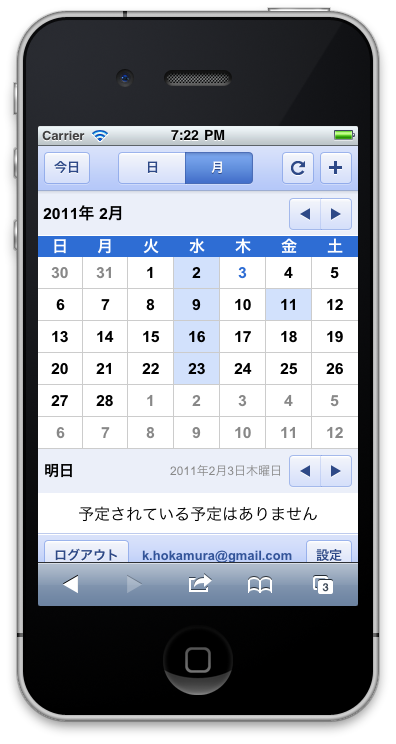 Carrier 7:22 PM
今日 日 月
2011年 2月
日 月 火 水 木 金 土
30 31 1 2 3 4 5
6 7 8 9 10 11 12
13 14 15 16 17 18 19
20 21 22 23 24 25 26
27 28 1 2 3 4 5
6 7 8 9 10 11 12
明日 2011年2月3日木曜日
予定されている予定はありません
ログアウト k.hokamura@gmail.com 設定
3